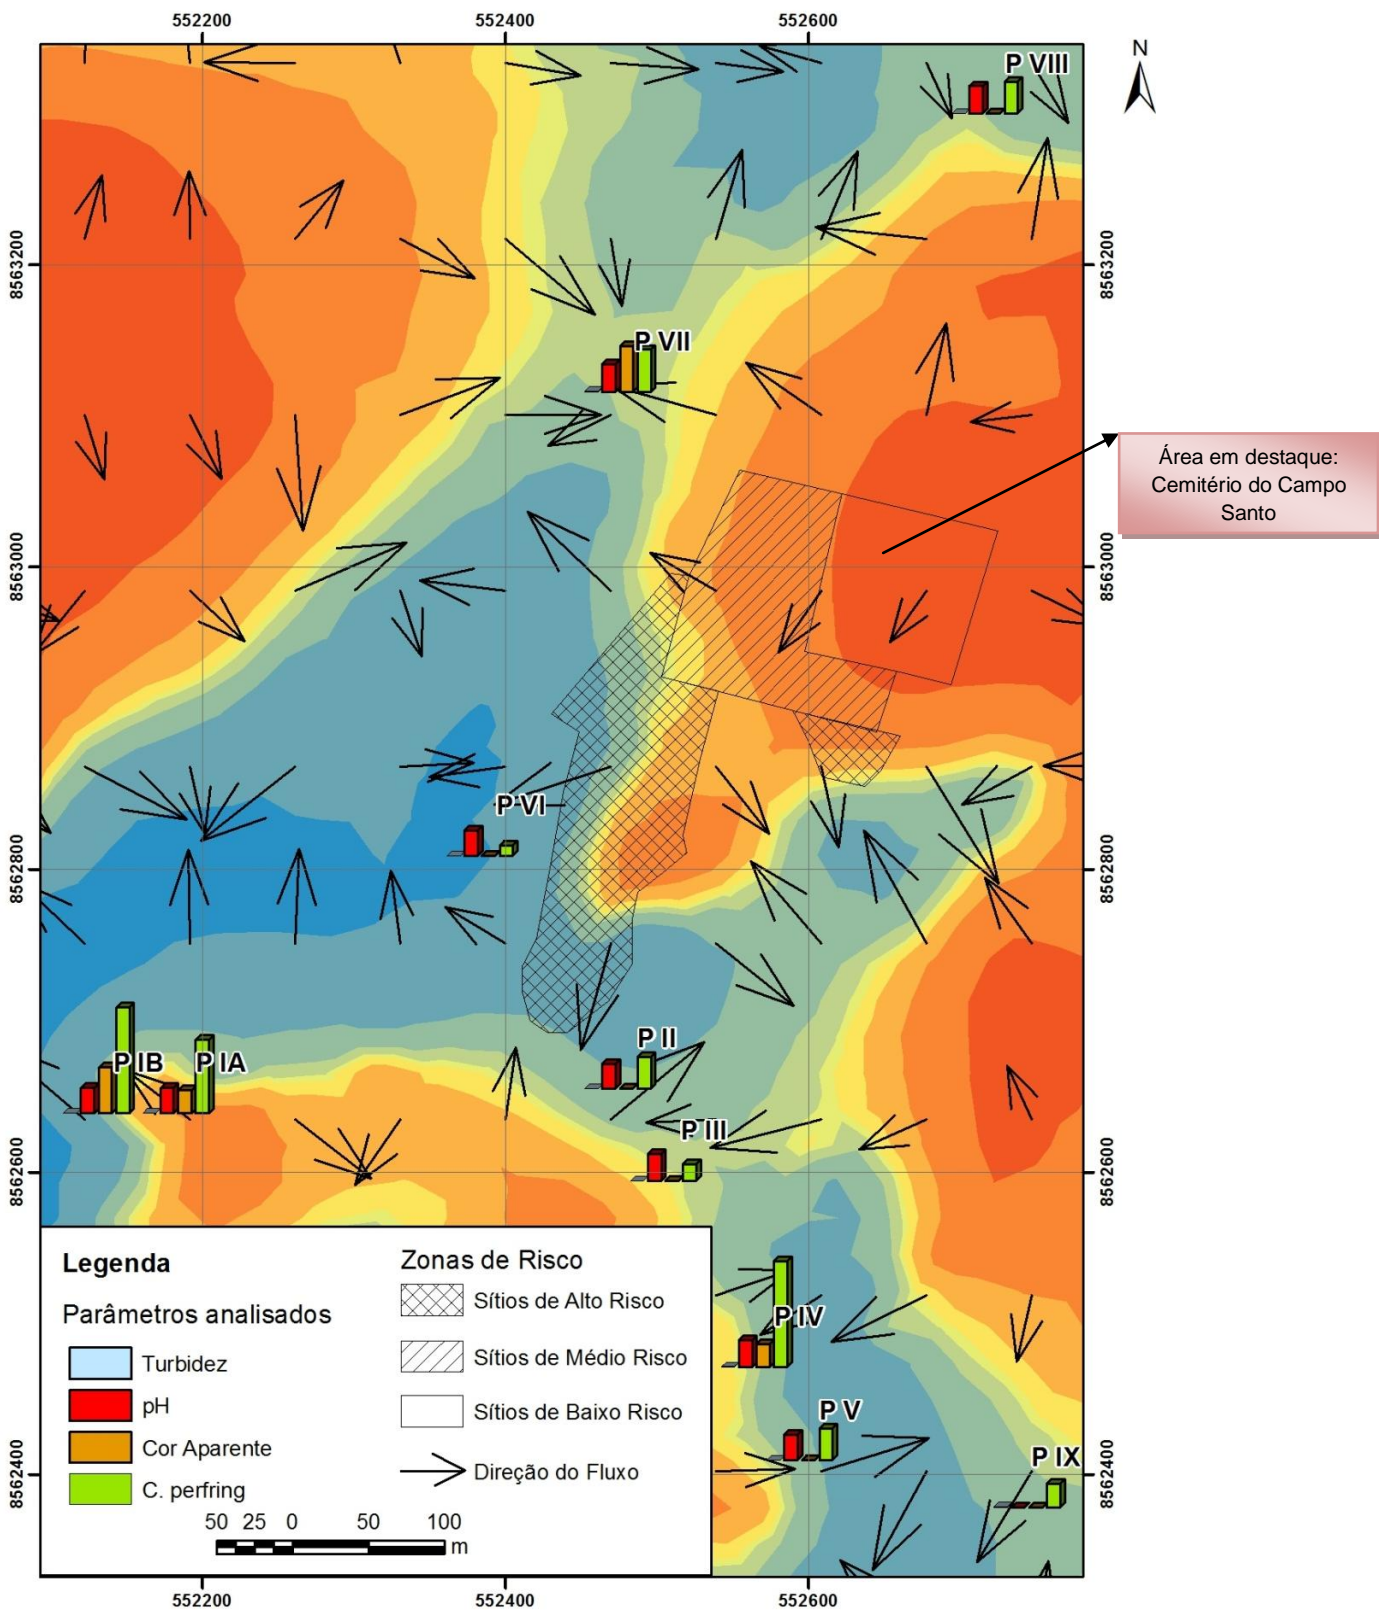 552200
552400
552600
N
P VIII
8563200
8563200
P VII
Área em destaque:
Cemitério do Campo
Santo
8563000
8563000
P VI
8562800
8562800
P II
P IB
P IA
P III
8562600
8562600
Legenda
Parâmetros analisados
Turbidez
pH
Cor Aparente
C. perfring
Zonas de Risco
Sítios de Alto Risco
Sítios de Médio Risco
Sítios de Baixo Risco
Direção do Fluxo
50 25 0 50 100
m
P IV
P V
P IX
8562400
8562400
552200
552400
552600